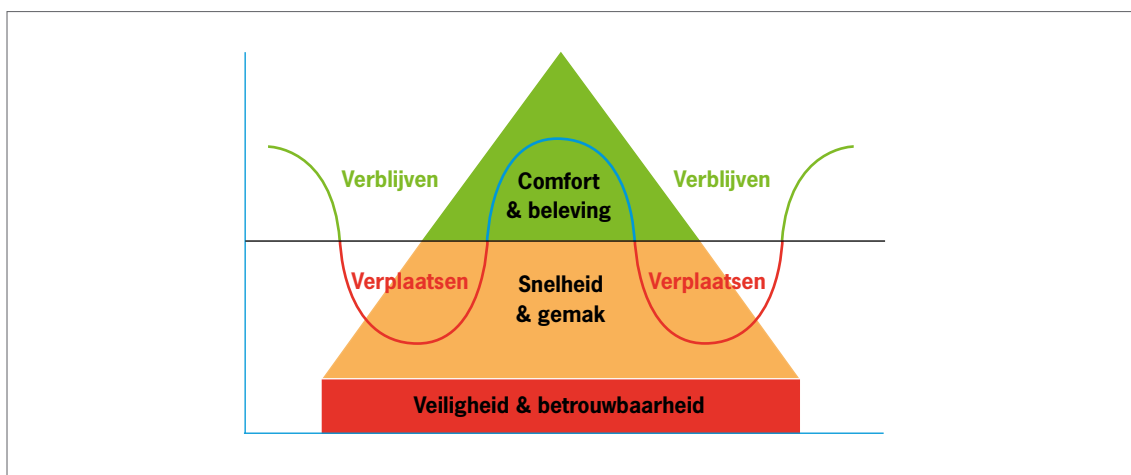 Verblijven
Comfort
& beleving
Verblijven
Verplaatsen
Snelheid
& gemak
Verplaatsen
Veiligheid & betrouwbaarheid